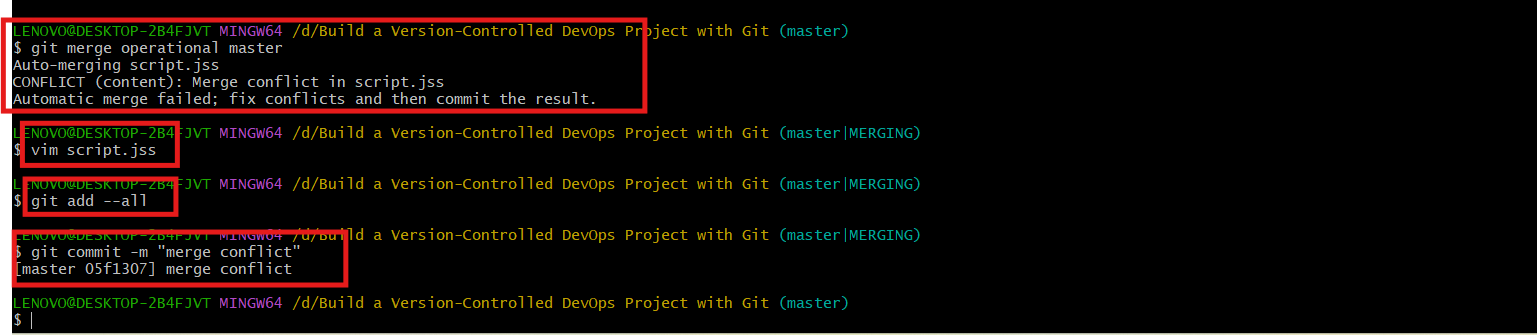 LENOVO@DESKTOP-2B4FJVT MINGW64 /d/Build a Version-Controlled DevOps Project with Git (master)
$ git merge operational master
Auto-merging script.jss
CONFLICT (content): Merge conflict in script.jss
Automatic merge failed; fix conflicts and then commit the result.
LENOVO@DESKTOP-2B4FJVT MINGW64 /d/Build a Version-Controlled DevOps Project with Git (master|MERGING)
$ vim script.jss
LENOVO@DESKTOP-2B4FJVT MINGW64 /d/Build a Version-Controlled DevOps Project with Git (master|MERGING)
$ git add --all
LENOVO@DESKTOP-2B4FJVT MINGW64 /d/Build a Version-Controlled DevOps Project with Git (master|MERGING)
$ git commit -m "merge conflict"
[master 05f1307] merge conflict
LENOVO@DESKTOP-2B4FJVT MINGW64 /d/Build a Version-Controlled DevOps Project with Git (master)
$